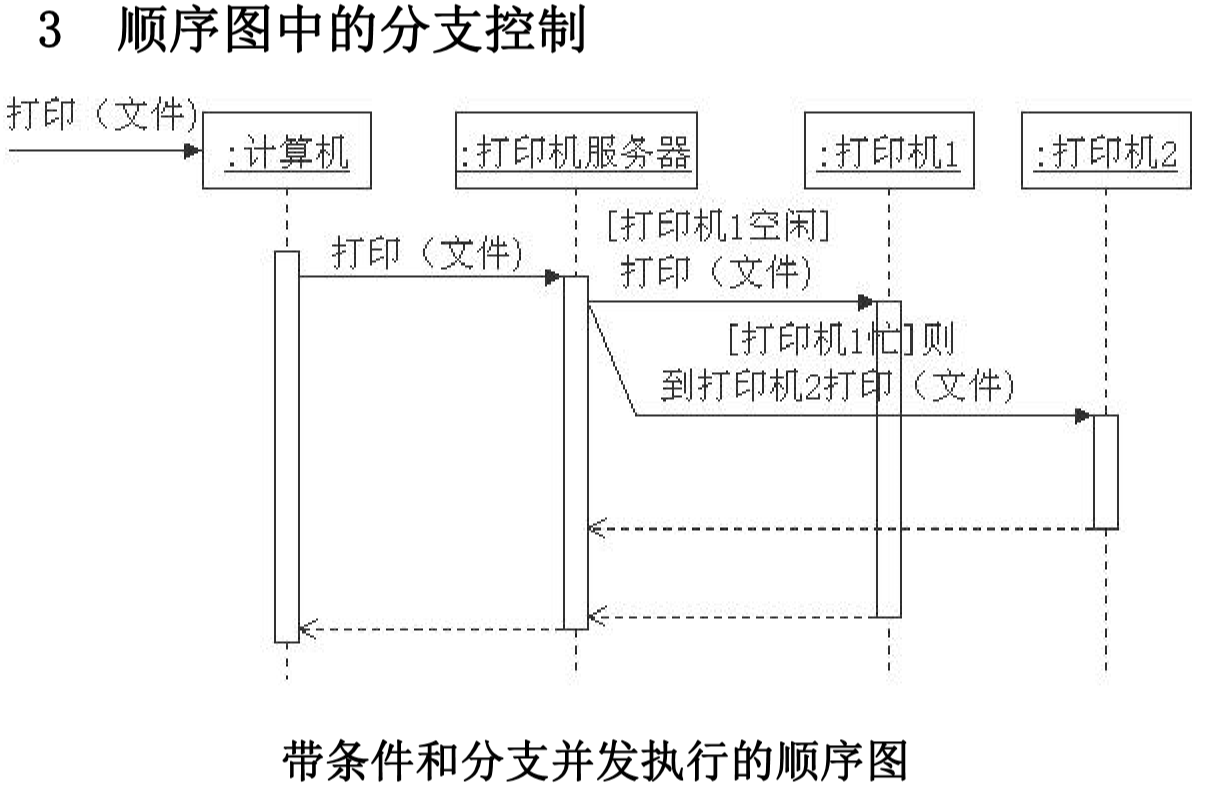 3 顺序图中的分支控制
打印（文件)
:计算机
:打印机服务器
:打印机1
:打印机2
打印（文件)
[打印机1空闲]
打印（文件)
[打印机1忙]则
到打印机2打印（文件)
带条件和分支并发执行的顺序图